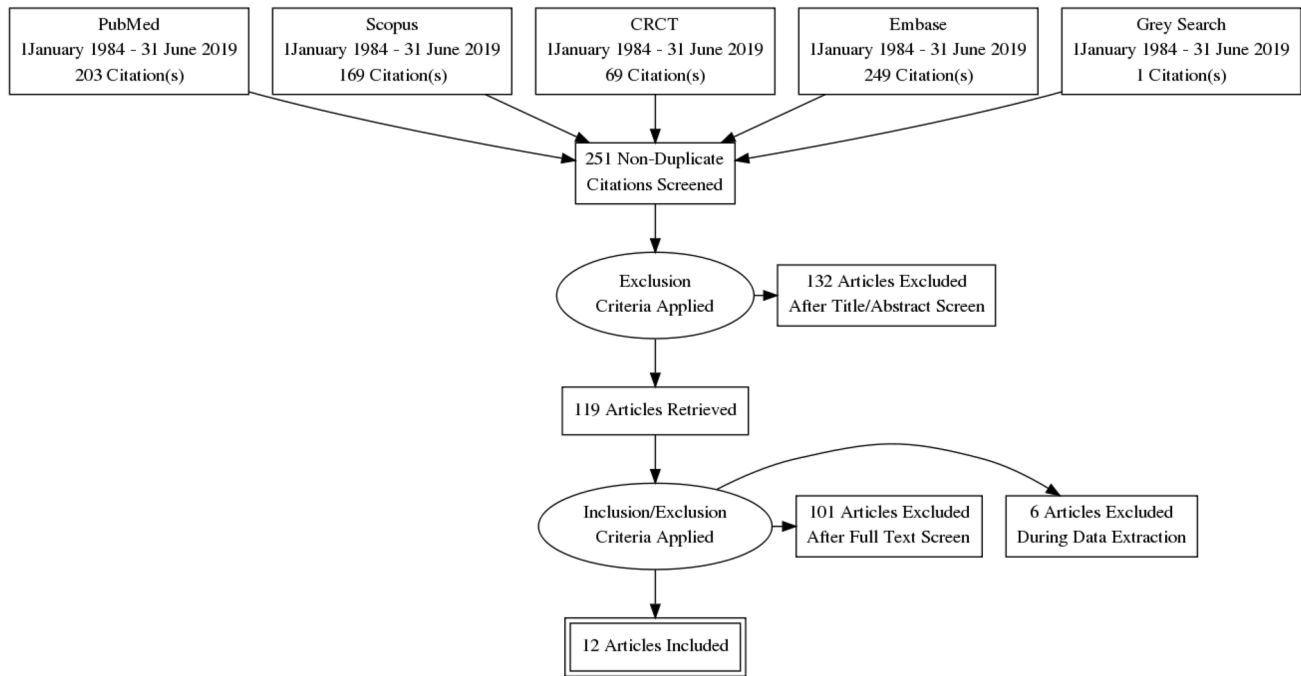 PubMed
1January 1984 - 31 June 2019
203 Citation(s)
Scopus
1January 1984 - 31 June 2019
169 Citation(s)
CRCT
1January 1984 - 31 June 2019
69 Citation(s)
Embase
1January 1984 - 31 June 2019
249 Citation(s)
Grey Search
1January 1984 - 31 June 2019
1 Citation(s)
251 Non-Duplicate
Citations Screened
Exclusion
Criteria Applied
132 Articles Excluded
After Title/Abstract Screen
119 Articles Retrieved
Inclusion/Exclusion
Criteria Applied
101 Articles Excluded
After Full Text Screen
6 Articles Excluded
During Data Extraction
12 Articles Included